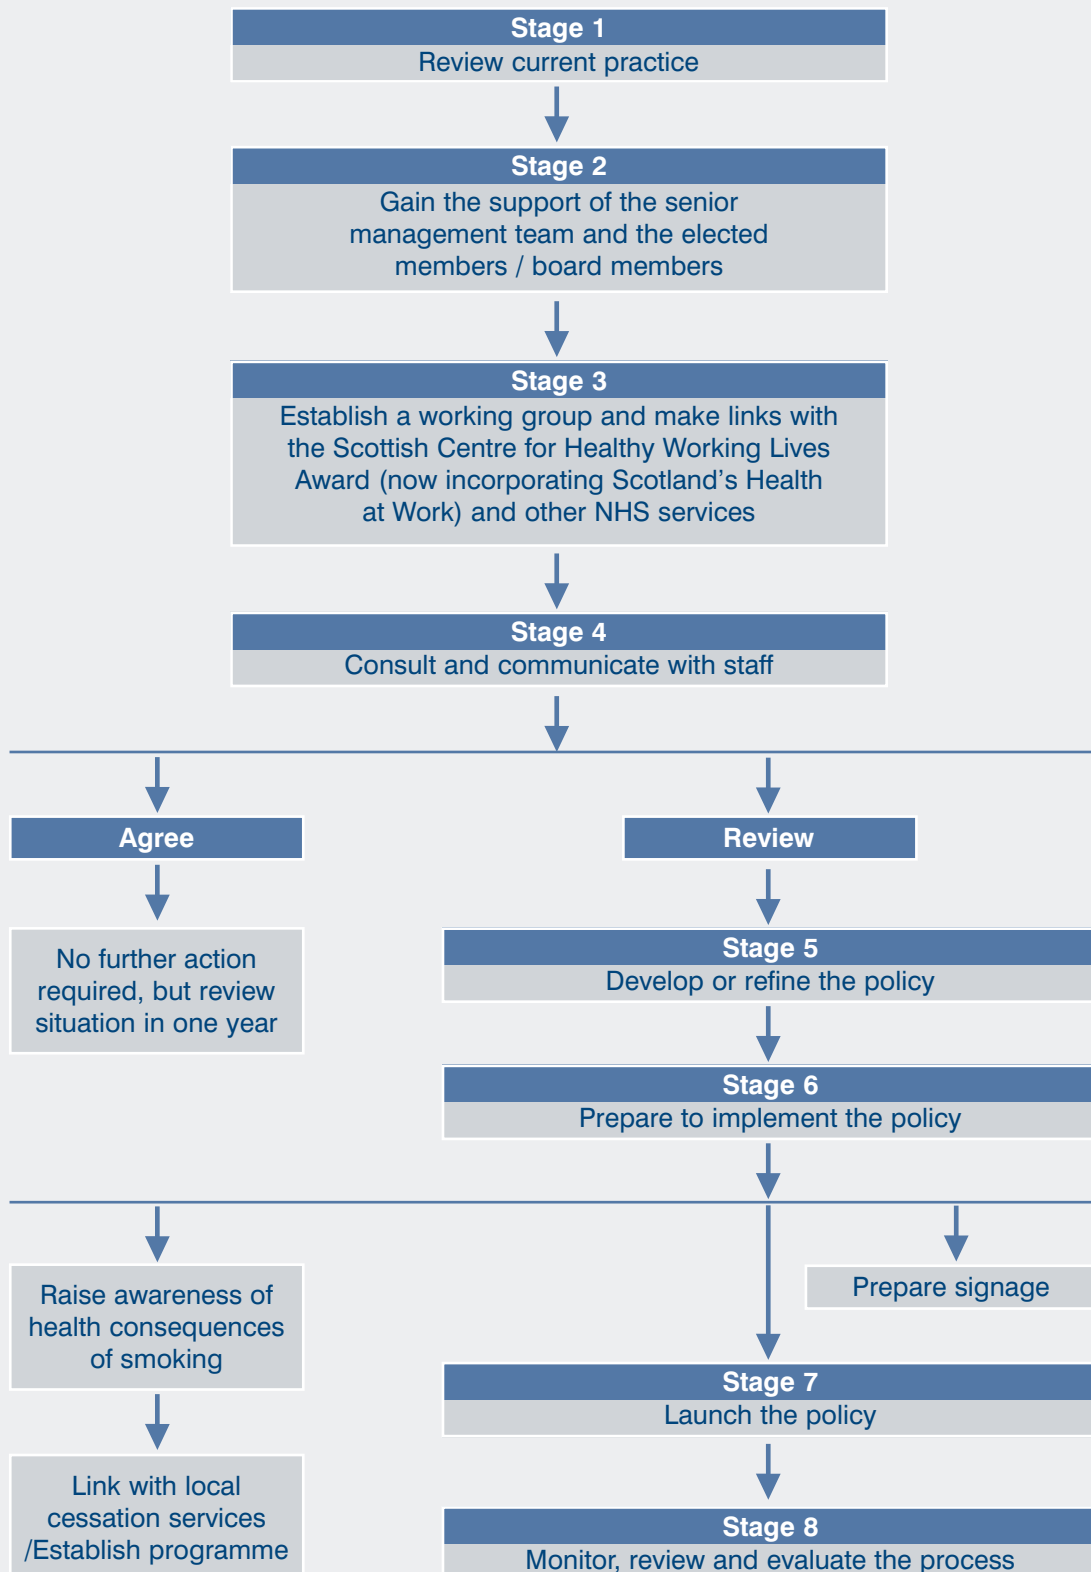 Stage 1
Review current practice
Stage 2
Gain the support of the senior
management team and the elected
members / board members
Stage 3
Establish a working group and make links with
the Scottish Centre for Healthy Working Lives
Award (now incorporating Scotland's Health
at Work) and other NHS services
Stage 4
Consult and communicate with staff
Agree
No further action
required, but review
situation in one year
Review
Stage 5
Develop or refine the policy
Stage 6
Prepare to implement the policy
Raise awareness of
health consequences
of smoking
Link with local
cessation services
/Establish programme
Prepare signage
Stage 7
Launch the policy
Stage 8
Monitor, review and evaluate the process